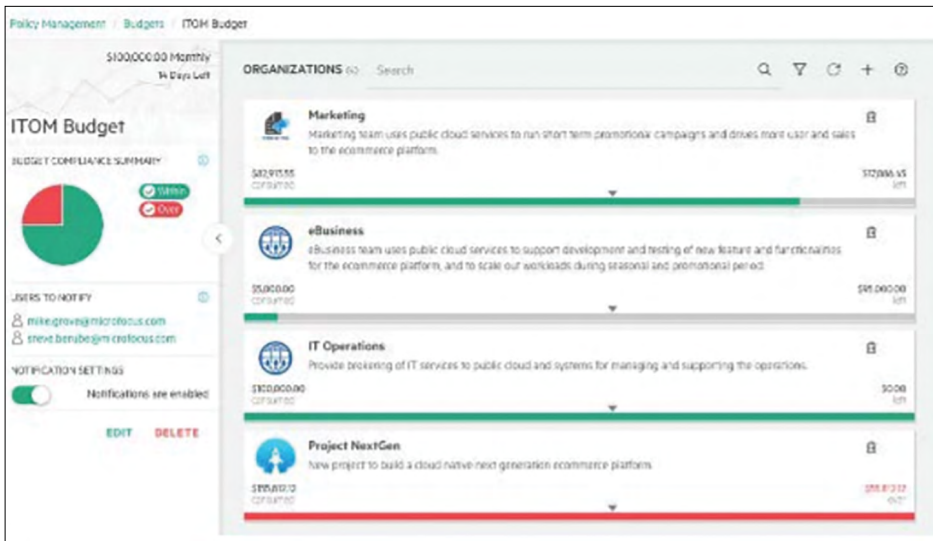 Policy Management / Budgets / ITOM Budget
$100,000.00 Monthly
14 Days Left
ITOM Budget
BUDGET COMPLIANCE SUMMARY
Within
Over
USERS TO NOTIFY
mike.grove@microfocus.com
steve.berube@microfocus.com
NOTIFICATION SETTINGS
Notifications are enabled
EDIT DELETE
ORGANIZATIONS Search
Marketing
Marketing team uses public cloud services to run short term promotional campaigns and drives more user and sales
to the ecommerce platform.
consumed
left
eBusiness
eBusiness team uses public cloud services to support development and testing of new feature and functionalities
for the ecommerce platform, and to scale out workloads during seasonal and promotional period.
$5,000.00
consumed
$95,000.00
left
IT Operations
Provide brokering of IT services to public cloud and systems for managing and supporting the operations.
$100,000.00
consumed
$0.00
left
Project NextGen
New project to build a cloud native next generation ecommerce platform.
consumed
over